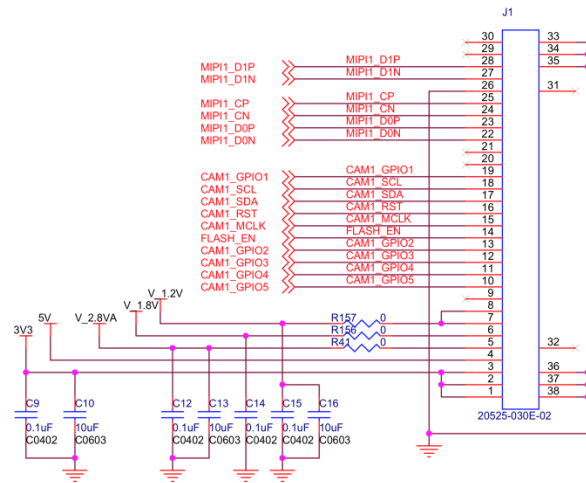 J1
30 33
29 34
MIPI1_D1P MIPI1_D1P 28 35
MIPI1_D1N MIPI1_D1N 27
26 31
MIPI1_CP MIPI1_CP 25
MIPI1_CN MIPI1_CN 24
MIPI1_D0P MIPI1_D0P 23
MIPI1_D0N MIPI1_D0N 22
21
20
CAM1_GPIO1 CAM1_GPIO1 19
CAM1_SCL CAM1_SCL 18
CAM1_SDA CAM1_SDA 17
CAM1_RST CAM1_RST 16
CAM1_MCLK CAM1_MCLK 15
FLASH_EN FLASH_EN 14
CAM1_GPIO2 CAM1_GPIO2 13
CAM1_GPIO3 CAM1_GPIO3 12
CAM1_GPIO4 CAM1_GPIO4 11
CAM1_GPIO5 CAM1_GPIO5 10
9
V_1.2V 8
V_1.8V R157 0 7
5V V_2.8VA R156 0 6
3V3 R41 0 5 32
4
3 36
2 37
1 38
C9 C10 C12 C13 C14 C15 C16
20525-030E-02
0.1uF 10uF 0.1uF 10uF 0.1uF 0.1uF 10uF
C0402 C0603 C0402 C0603 C0402 C0402 C0603